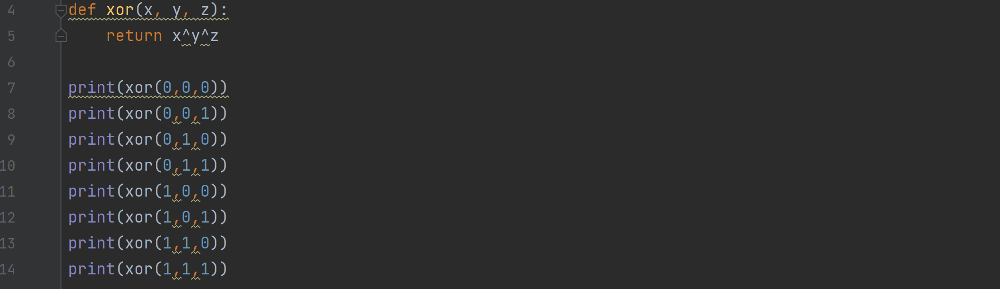 4 def xor(x, y, z):
5     return x^y^z
6
7 print(xor(0,0,0))
8 print(xor(0,0,1))
9 print(xor(0,1,0))
10 print(xor(0,1,1))
11 print(xor(1,0,0))
12 print(xor(1,0,1))
13 print(xor(1,1,0))
14 print(xor(1,1,1))